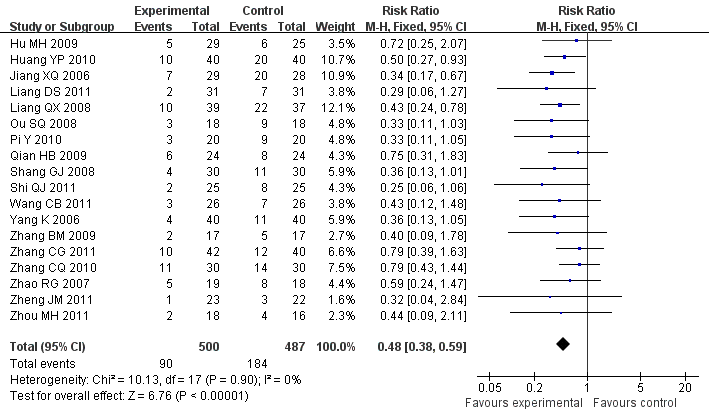 Experimental Control Risk Ratio Risk Ratio
Study or Subgroup Events Total Events Total Weight M-H, Fixed, 95% CI M-H, Fixed, 95% CI
Hu MH 2009 5 29 6 25 3.5% 0.72 [0.25, 2.07]
Huang YP 2010 10 40 20 40 10.7% 0.50 [0.27, 0.93]
Jiang XQ 2006 7 29 20 28 10.9% 0.34 [0.17, 0.67]
Liang DS 2011 2 31 7 31 3.8% 0.29 [0.06, 1.27]
Liang QX 2008 10 39 22 37 12.1% 0.43 [0.24, 0.78]
Ou SQ 2008 3 18 9 18 4.8% 0.33 [0.11, 1.03]
Pi Y 2010 3 20 9 20 4.8% 0.33 [0.11, 1.05]
Qian HB 2009 6 24 8 24 4.3% 0.75 [0.31, 1.83]
Shang GJ 2008 4 30 11 30 5.9% 0.36 [0.13, 1.01]
Shi QJ 2011 2 25 8 25 4.3% 0.25 [0.06, 1.06]
Wang CB 2011 3 26 7 26 3.8% 0.43 [0.12, 1.48]
Yang K 2006 4 40 11 40 5.9% 0.36 [0.13, 1.05]
Zhang BM 2009 2 17 5 17 2.7% 0.40 [0.09, 1.78]
Zhang CG 2011 10 42 12 40 6.6% 0.79 [0.39, 1.63]
Zhang CQ 2010 11 30 14 30 7.5% 0.79 [0.43, 1.44]
Zhao RG 2007 5 19 8 18 4.4% 0.59 [0.24, 1.47]
Zheng JM 2011 1 23 3 22 1.6% 0.32 [0.04, 2.84]
Zhou MH 2011 2 18 4 16 2.3% 0.44 [0.09, 2.11]
Total (95% CI) 500 487 100.0% 0.48 [0.38, 0.59]
Total events 90 184
Heterogeneity: Chi² = 10.13, df = 17 (P = 0.90); I² = 0%
Test for overall effect: Z = 6.76 (P < 0.00001)
0.05 0.2 1 5 20
Favours experimental Favours control